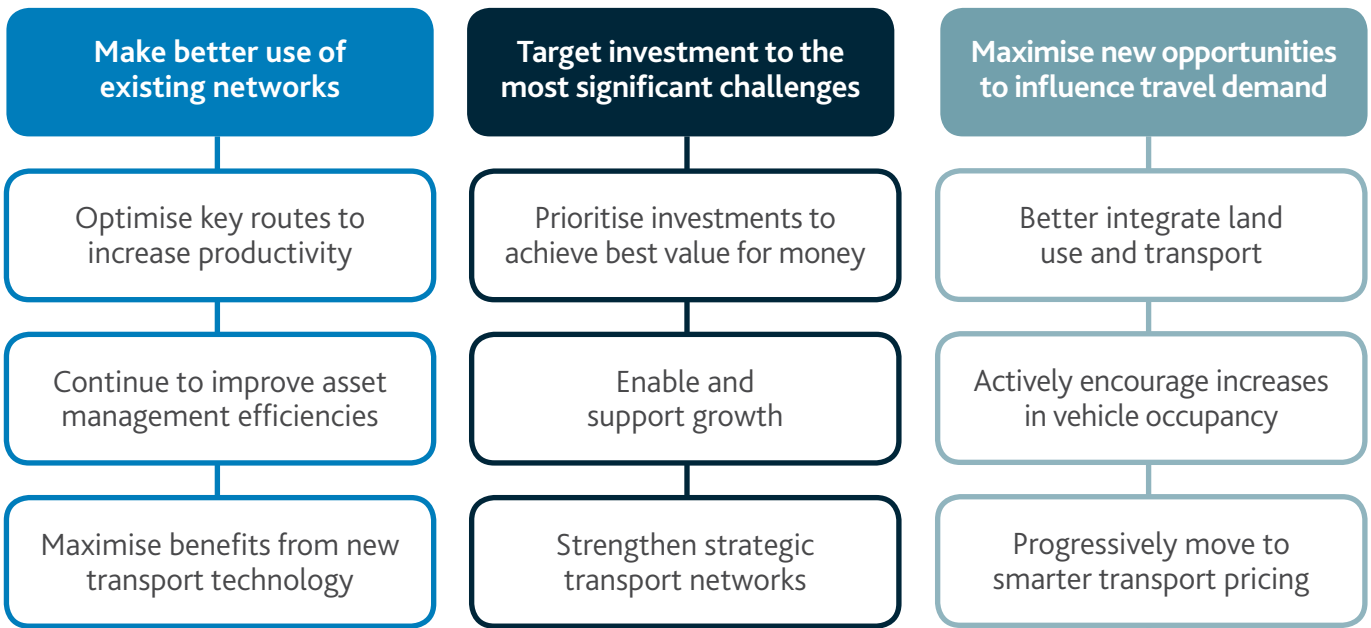 Make better use of
existing networks
Optimise key routes to
increase productivity
Continue to improve asset
management efficiencies
Maximise benefits from new
transport technology
Target investment to the
most significant challenges
Prioritise investments to
achieve best value for money
Enable and
support growth
Strengthen strategic
transport networks
Maximise new opportunities
to influence travel demand
Better integrate land
use and transport
Actively encourage increases
in vehicle occupancy
Progressively move to
smarter transport pricing